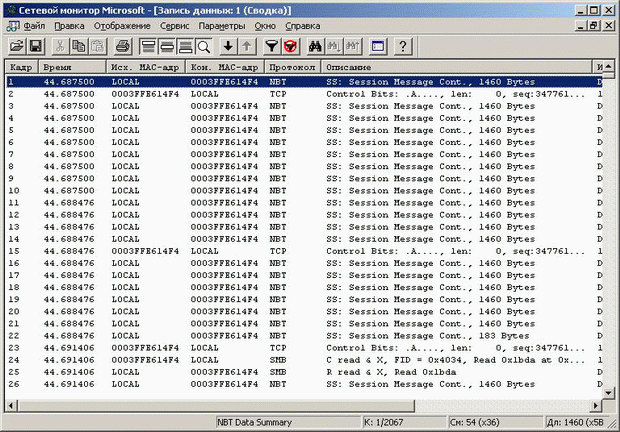 Сетевой монитор Microsoft - [Запись данных: 1 (Сводка)]
Файл Правка Отображение Сервис Параметры Окно Справка
Кадр Время Исх. MAC-адр Кон. MAC-адр Протокол Описание И
1 44.687500 LOCAL 0003FFE614F4 NBT SS: Session Message Cont., 1460 Bytes D
2 44.687500 0003FFE614F4 LOCAL TCP Control Bits: .A...., len: 0, seq:347761... 1
3 44.687500 LOCAL 0003FFE614F4 NBT SS: Session Message Cont., 1460 Bytes D
4 44.687500 LOCAL 0003FFE614F4 NBT SS: Session Message Cont., 1460 Bytes D
5 44.687500 LOCAL 0003FFE614F4 NBT SS: Session Message Cont., 1460 Bytes D
6 44.687500 LOCAL 0003FFE614F4 NBT SS: Session Message Cont., 1460 Bytes D
7 44.687500 LOCAL 0003FFE614F4 NBT SS: Session Message Cont., 1460 Bytes D
8 44.687500 LOCAL 0003FFE614F4 NBT SS: Session Message Cont., 1460 Bytes D
9 44.687500 LOCAL 0003FFE614F4 NBT SS: Session Message Cont., 1460 Bytes D
10 44.687500 LOCAL 0003FFE614F4 NBT SS: Session Message Cont., 1460 Bytes D
11 44.688476 LOCAL 0003FFE614F4 NBT SS: Session Message Cont., 1460 Bytes D
12 44.688476 LOCAL 0003FFE614F4 NBT SS: Session Message Cont., 1460 Bytes D
13 44.688476 LOCAL 0003FFE614F4 NBT SS: Session Message Cont., 1460 Bytes D
14 44.688476 LOCAL 0003FFE614F4 NBT SS: Session Message Cont., 1460 Bytes D
15 44.688476 0003FFE614F4 LOCAL TCP Control Bits: .A...., len: 0, seq:347761... 1
16 44.688476 LOCAL 0003FFE614F4 NBT SS: Session Message Cont., 1460 Bytes D
17 44.688476 LOCAL 0003FFE614F4 NBT SS: Session Message Cont., 1460 Bytes D
18 44.688476 LOCAL 0003FFE614F4 NBT SS: Session Message Cont., 1460 Bytes D
19 44.688476 LOCAL 0003FFE614F4 NBT SS: Session Message Cont., 1460 Bytes D
20 44.688476 LOCAL 0003FFE614F4 NBT SS: Session Message Cont., 1460 Bytes D
21 44.688476 LOCAL 0003FFE614F4 NBT SS: Session Message Cont., 1460 Bytes D
22 44.688476 LOCAL 0003FFE614F4 NBT SS: Session Message Cont., 183 Bytes D
23 44.691406 0003FFE614F4 LOCAL TCP Control Bits: .A...., len: 0, seq:347761... 1
24 44.691406 0003FFE614F4 LOCAL SMB C read & X, FID = 0x4034, Read 0x1bda at 0x... 1
25 44.691406 LOCAL 0003FFE614F4 SMB R read & X, Read 0x1bda D
26 44.691406 LOCAL 0003FFE614F4 NBT SS: Session Message Cont., 1460 Bytes D
NBT Data Summary К: 1/2067 См: 54 (x36) Дл: 1460 (x5B